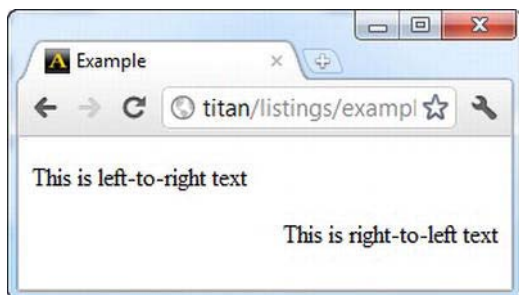 Example
titan/listings/exampl
This is left-to-right text
This is right-to-left text